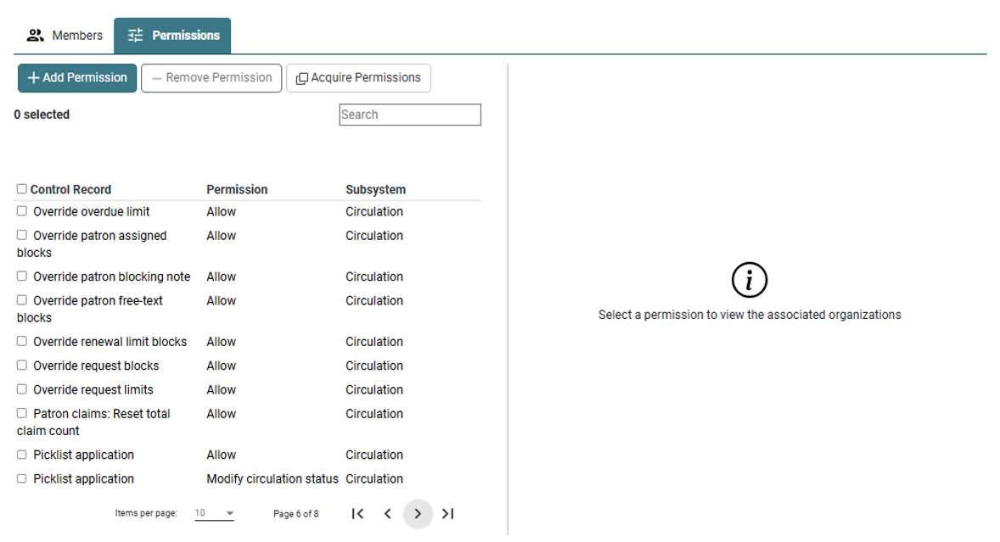 Members Permissions
Add Permission Remove Permission Acquire Permissions
0 selected Search
Control Record Permission Subsystem
Override overdue limit Allow Circulation
Override patron assigned Allow Circulation
blocks
Override patron blocking note Allow Circulation
Override patron free-text Allow Circulation
blocks
Override renewal limit blocks Allow Circulation
Override request blocks Allow Circulation
Override request limits Allow Circulation
Patron claims: Reset total Allow Circulation
claim count
Picklist application Allow Circulation
Picklist application Modify circulation status Circulation
Items per page: 10 Page 6 of 8
Select a permission to view the associated organizations